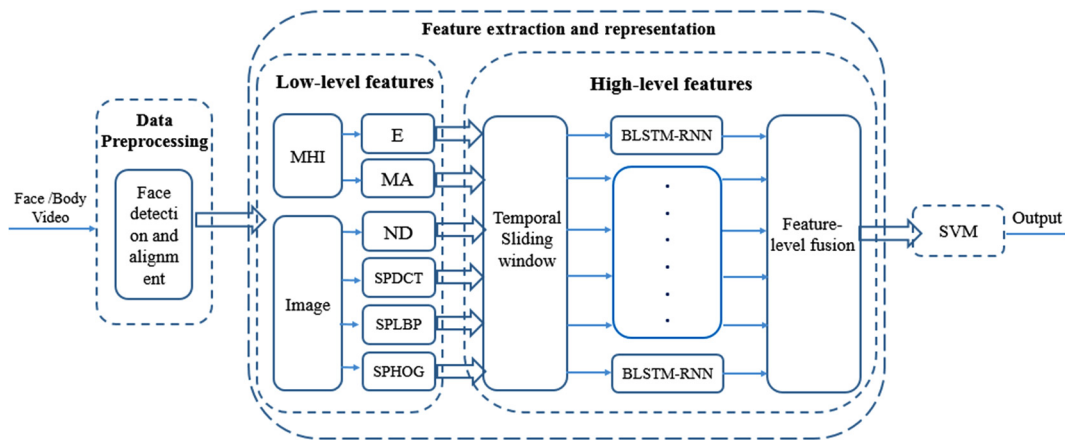 Feature extraction and representation
Data
Preprocessing
Face /Body
Video
Face
detecti
on and
alignm
ent
Low-level features
MHI
E
MA
Image
ND
SPDCT
SPLBP
SPHOG
High-level features
Temporal
Sliding
window
BLSTM-RNN
BLSTM-RNN
Feature-
level fusion
SVM
Output